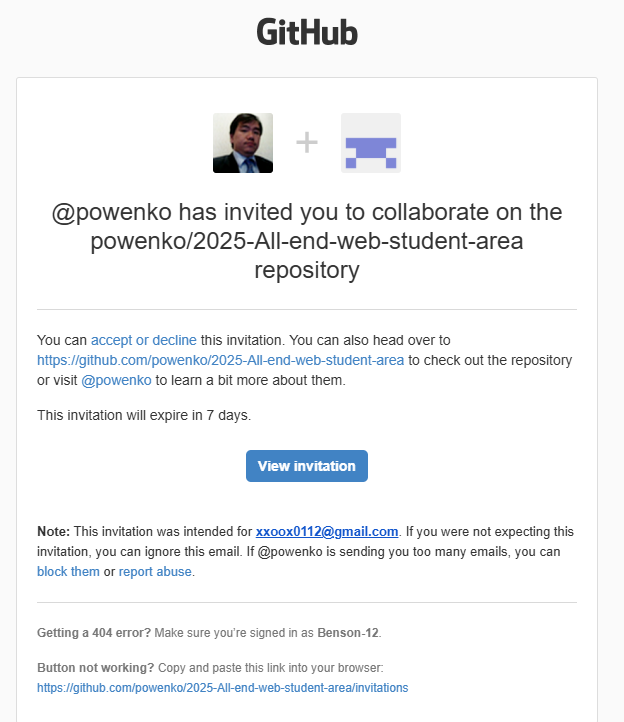 GitHub
@powenko has invited you to collaborate on the
powenko/2025-All-end-web-student-area
repository
You can accept or decline this invitation. You can also head over to
https://github.com/powenko/2025-All-end-web-student-area to check out the repository
or visit @powenko to learn a bit more about them.
This invitation will expire in 7 days.
View invitation
Note: This invitation was intended for xxoox0112@gmail.com. If you were not expecting this
invitation, you can ignore this email. If @powenko is sending you too many emails, you can
block them or report abuse.
Getting a 404 error? Make sure you’re signed in as Benson-12.
Button not working? Copy and paste this link into your browser:
https://github.com/powenko/2025-All-end-web-student-area/invitations